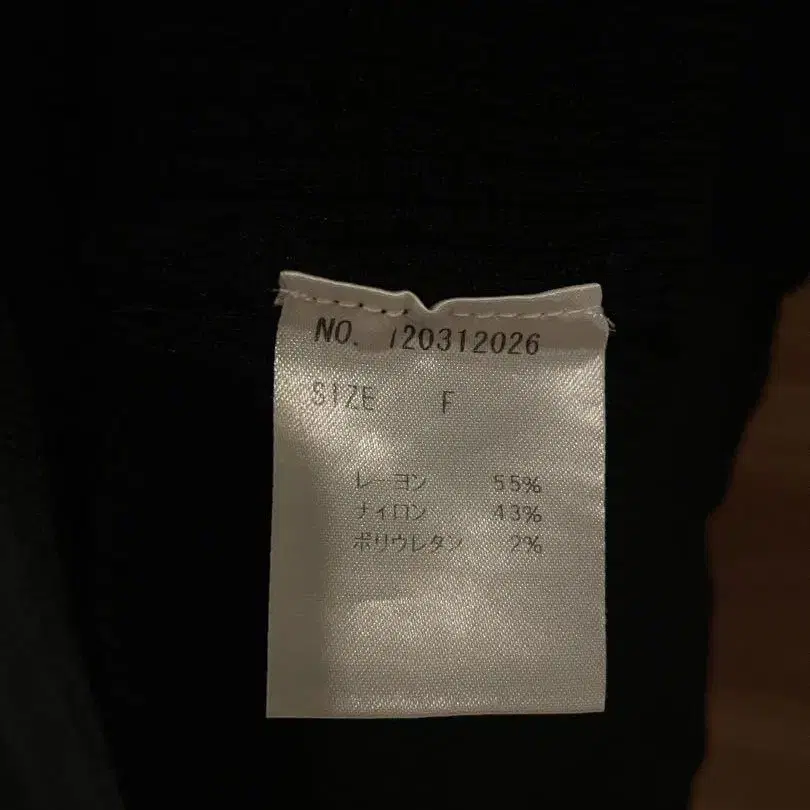 NO. 120312026
SIZE F
レーヨン 55%
ナイロン 43%
ポリウレタン 2%